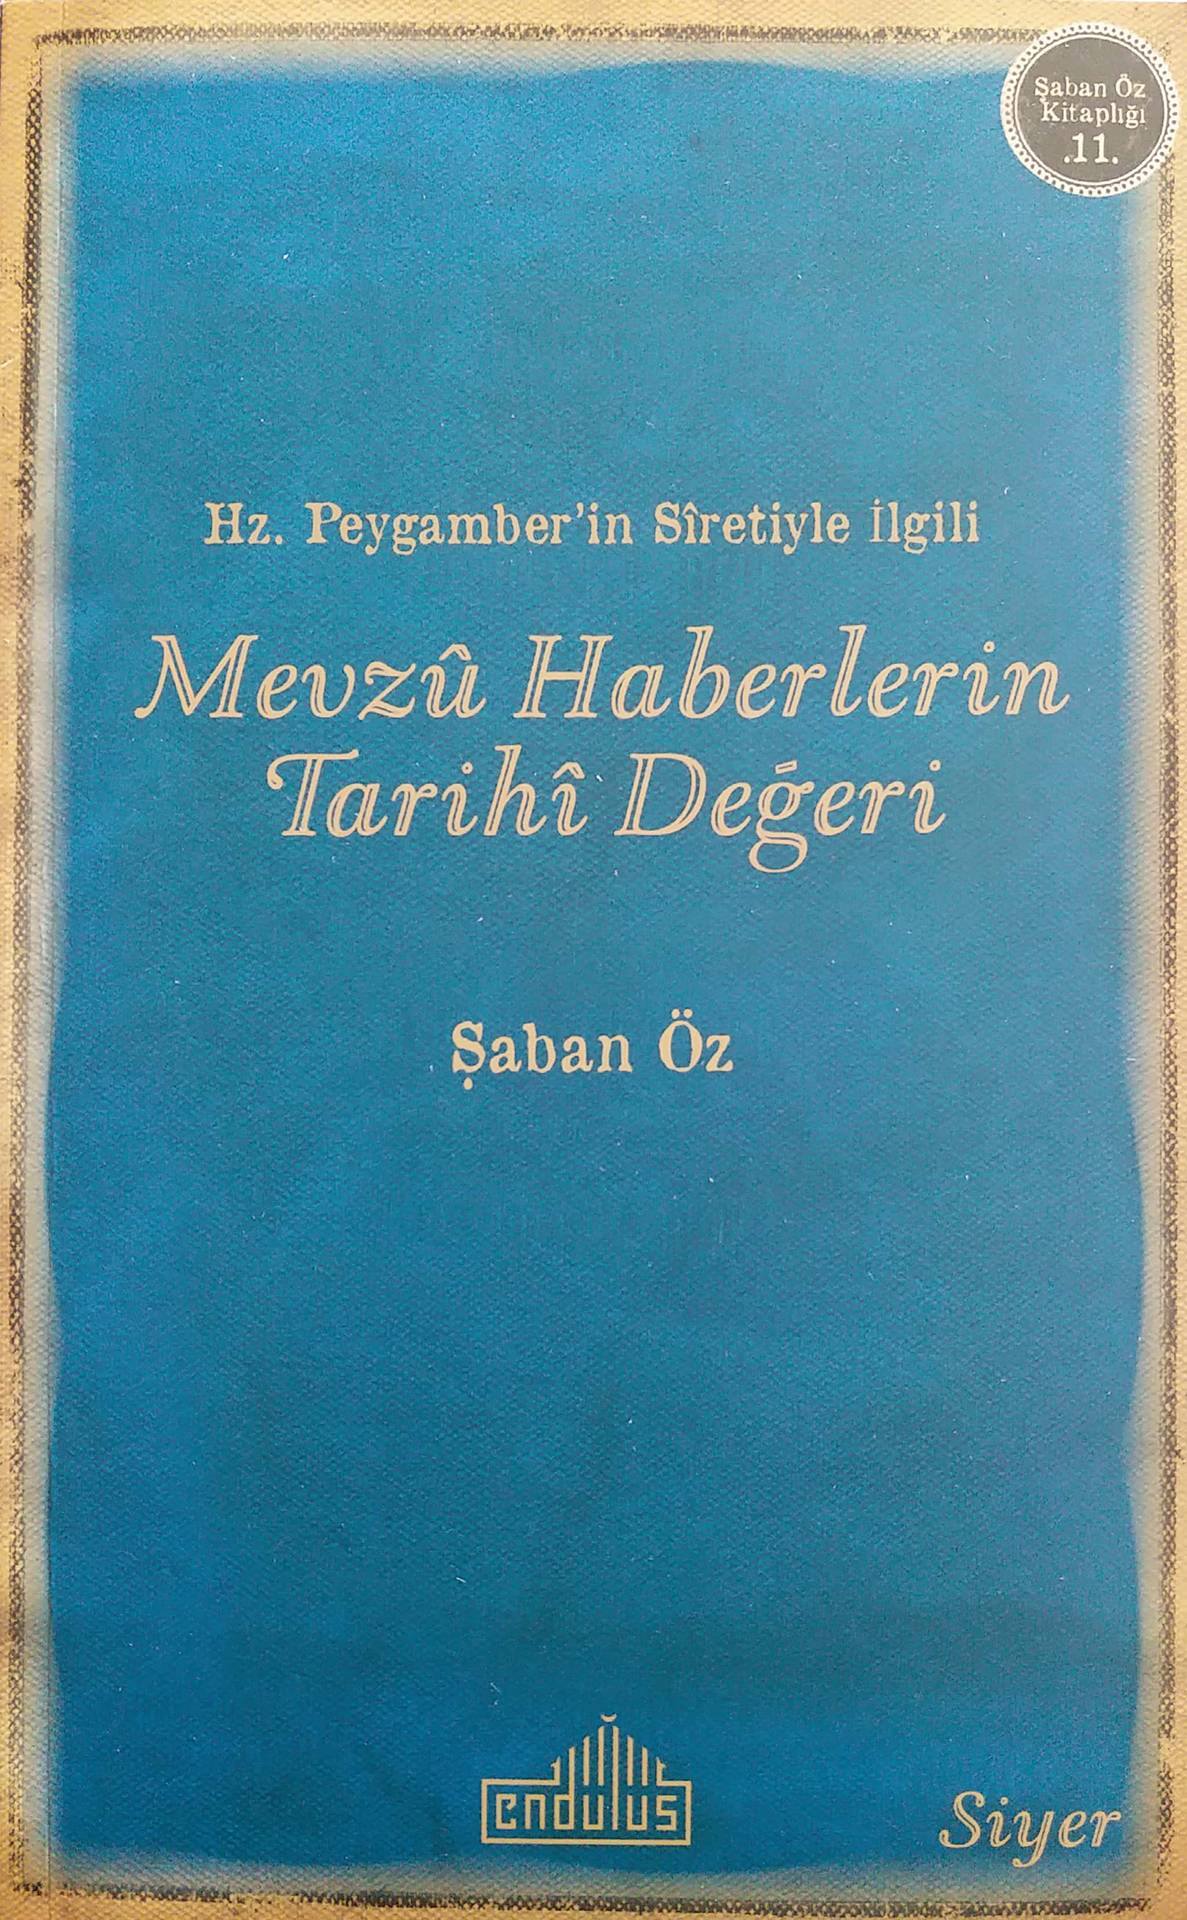 Şaban Öz
Kitaplığı
.11.
Hz. Peygamber'in Sîretiyle İlgili
Mevzû Haberlerin
Tarihî Değeri
Şaban Öz
endülüs
Siyer